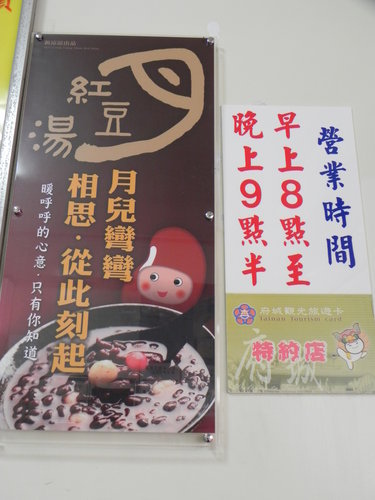 紅豆
湯
月兒彎彎
相思·從此刻起
暖呼呼的心意·只有你知道
營業時間
早上8點至
晚上9點半
府城觀光旅遊卡
Tainan Tourism card
特約店
府城